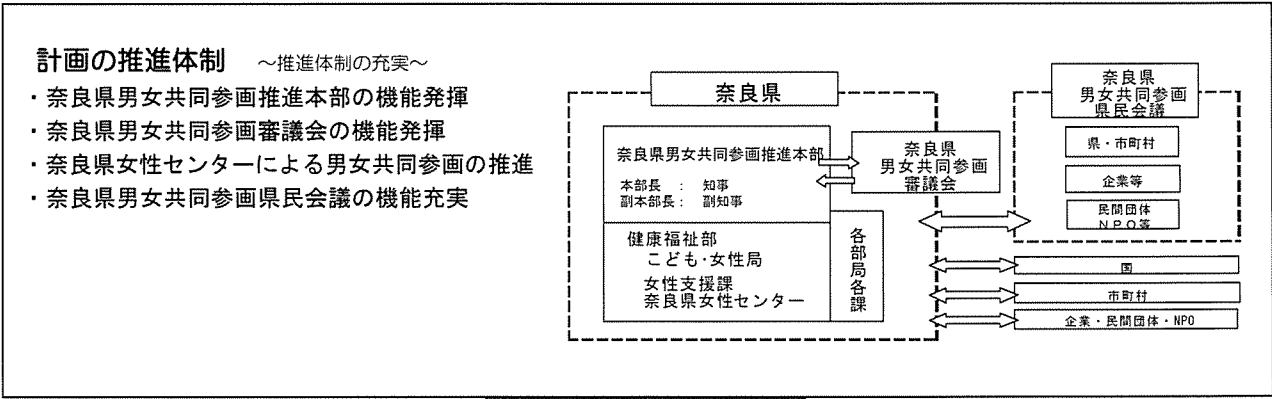 計画の推進体制 ～推進体制の充実～
・奈良県男女共同参画推進本部の機能発揮
・奈良県男女共同参画審議会の機能発揮
・奈良県女性センターによる男女共同参画の推進
・奈良県男女共同参画県民会議の機能充実
奈良県
奈良県男女共同参画推進本部
本部長 ： 知事
副本部長： 副知事
健康福祉部
こども・女性局
女性支援課
奈良県女性センター
各部局各課
奈良県
男女共同参画
審議会
奈良県
男女共同参画
県民会議
県・市町村
企業等
民間団体
ＮＰＯ等
国
市町村
企業・民間団体・NPO